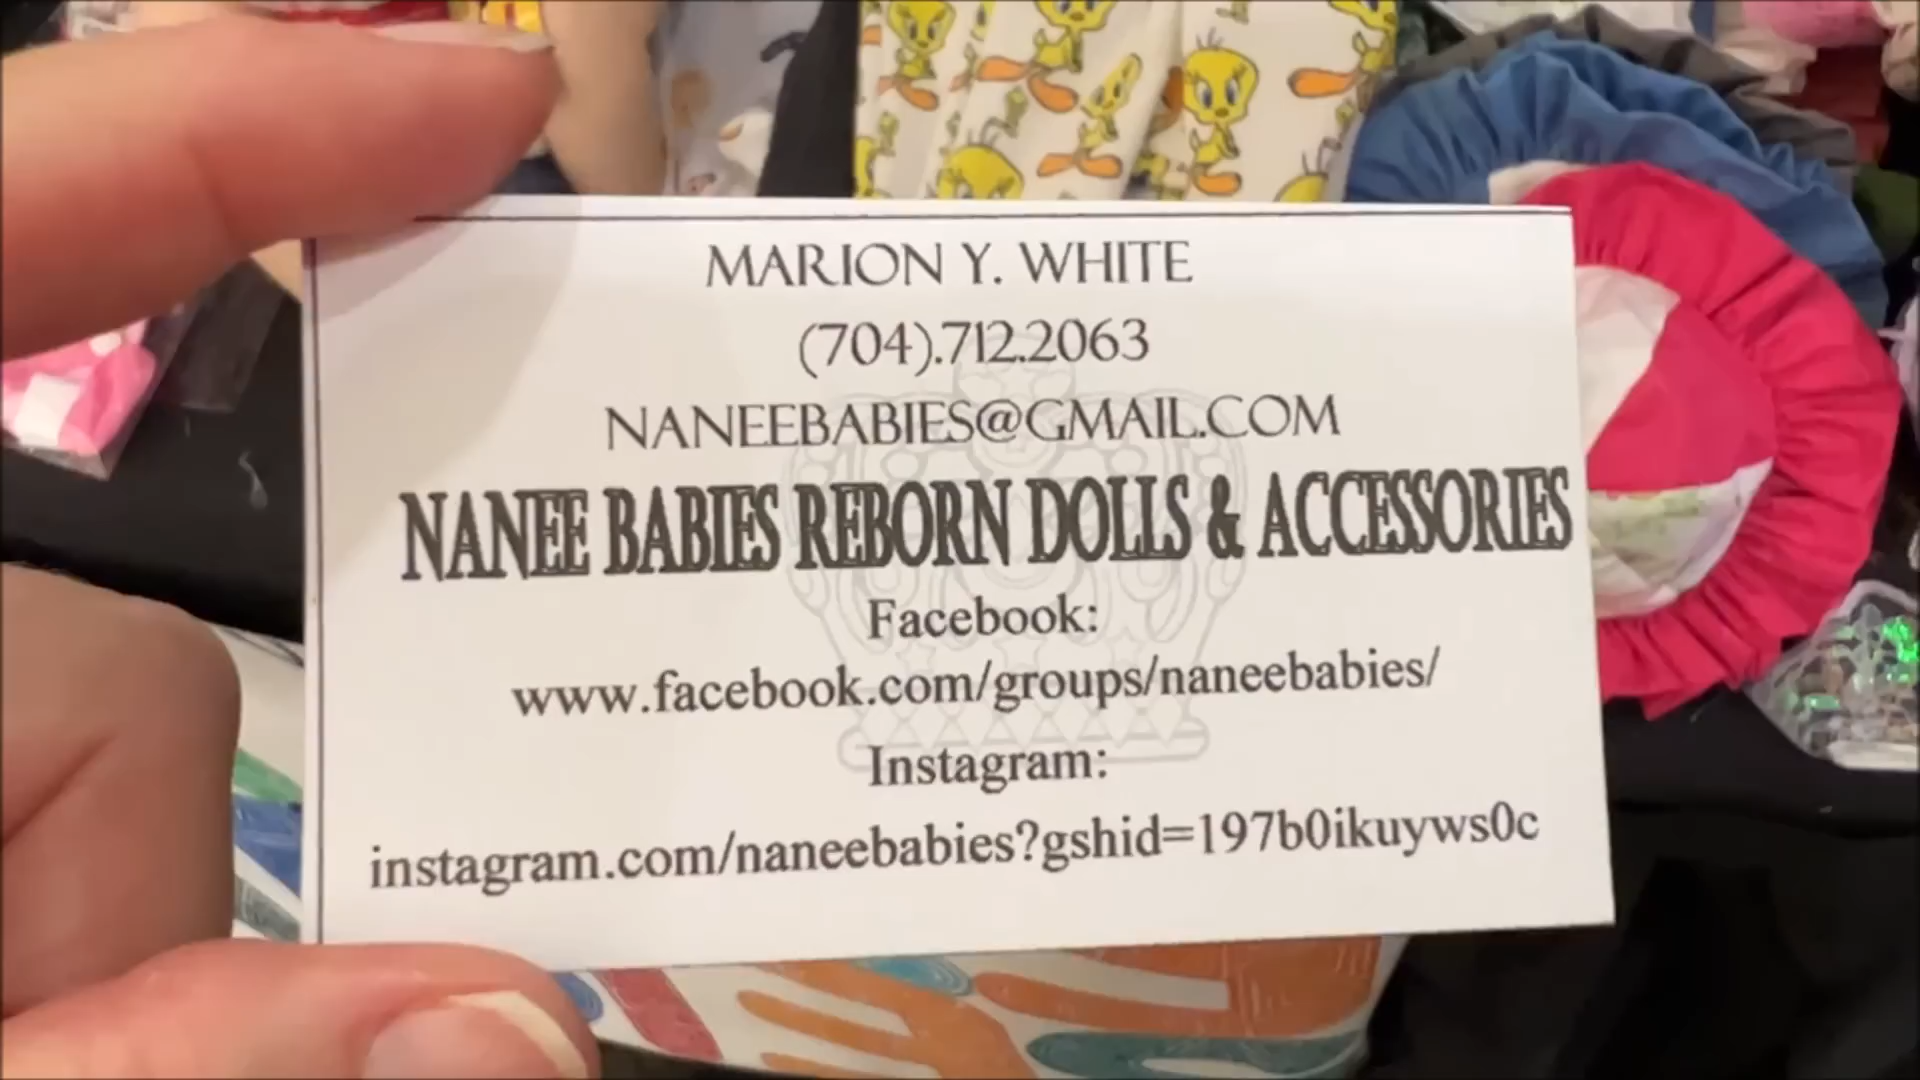 MARION Y. WHITE
(704).712.2063
NANEEBABIES@GMAIL.COM
NANEE BABIES REBORN DOLLS & ACCESSORIES
Facebook:
www.facebook.com/groups/naneebabies/
Instagram:
instagram.com/naneebabies?gshid=197b0ikuyws0c